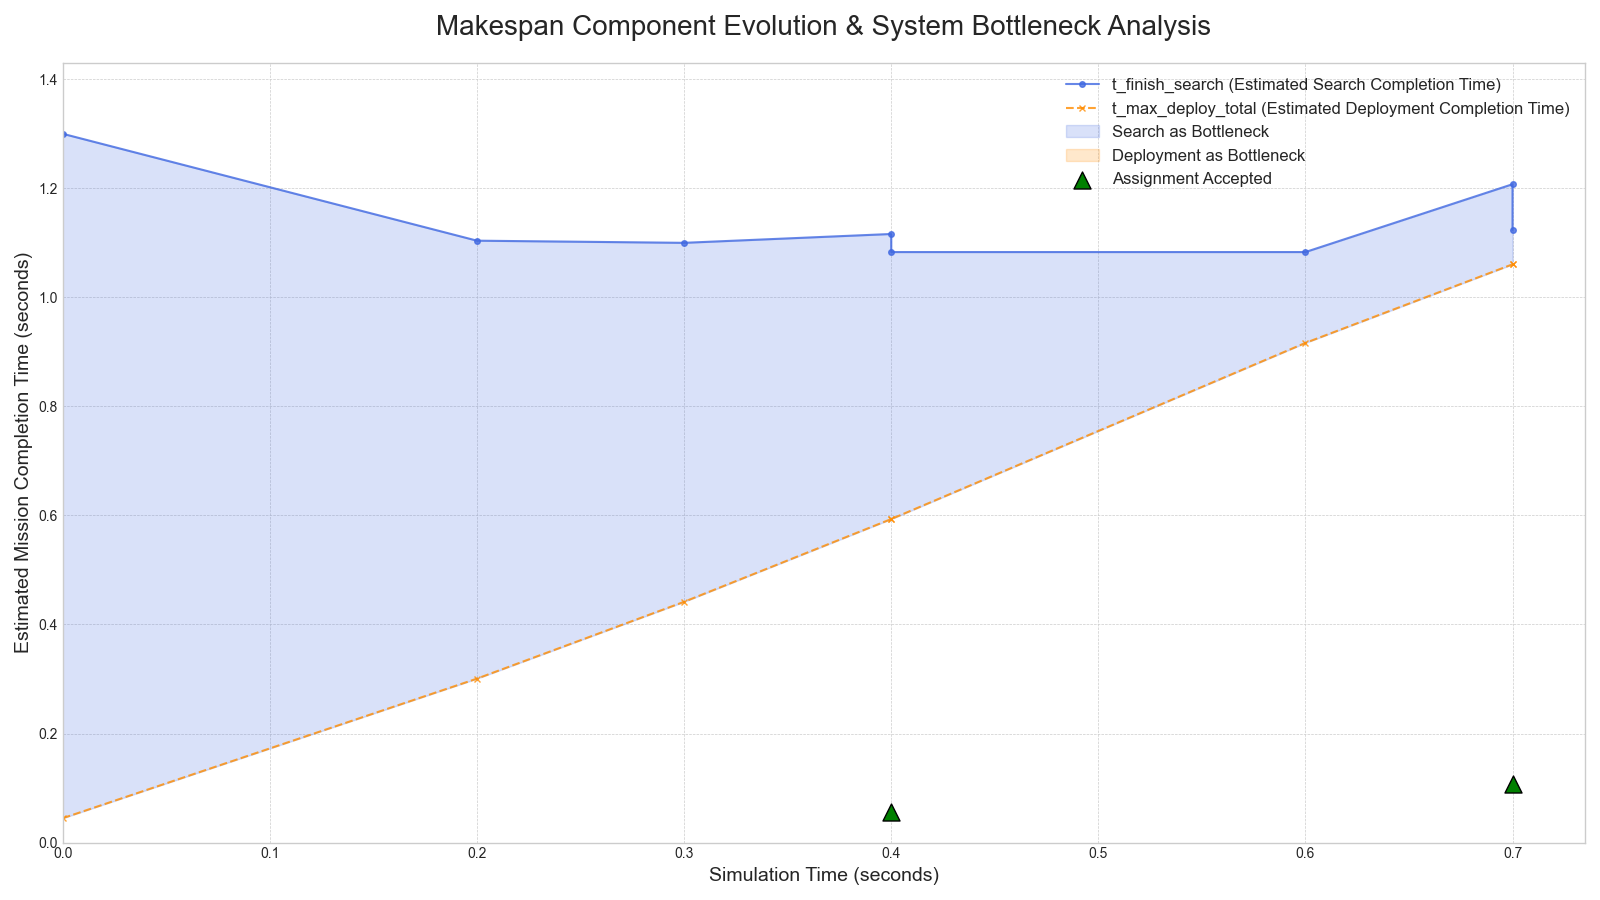 Makespan Component Evolution & System Bottleneck Analysis
t_finish_search (Estimated Search Completion Time)
t_max_deploy_total (Estimated Deployment Completion Time)
Search as Bottleneck
Deployment as Bottleneck
Assignment Accepted
Estimated Mission Completion Time (seconds)
1.4
1.2
1.0
0.8
0.6
0.4
0.2
0.0
0.0 0.1 0.2 0.3 0.4 0.5 0.6 0.7
Simulation Time (seconds)